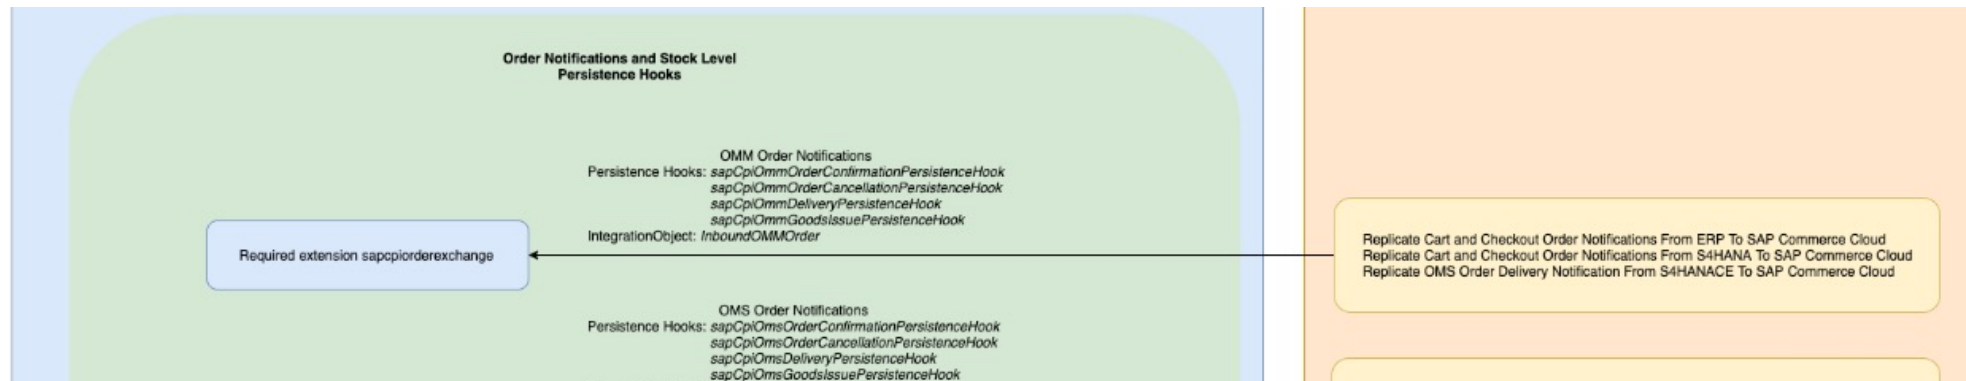 Order Notifications and Stock Level
Persistence Hooks
OMM Order Notifications
Persistence Hooks: sapCpiOmmOrderConfirmationPersistenceHook
sapCpiOmmOrderCancellationPersistenceHook
sapCpiOmmDeliveryPersistenceHook
sapCpiOmmGoodsIssuePersistenceHook
IntegrationObject: InboundOMMOrder
Required extension sapcpiorderexchange
Replicate Cart and Checkout Order Notifications From ERP To SAP Commerce Cloud
Replicate Cart and Checkout Order Notifications From S4HANA To SAP Commerce Cloud
Replicate OMS Order Delivery Notification From S4HANACE To SAP Commerce Cloud
OMS Order Notifications
Persistence Hooks: sapCpiOmsOrderConfirmationPersistenceHook
sapCpiOmsOrderCancellationPersistenceHook
sapCpiOmsDeliveryPersistenceHook
sapCpiOmsGoodsIssuePersistenceHook